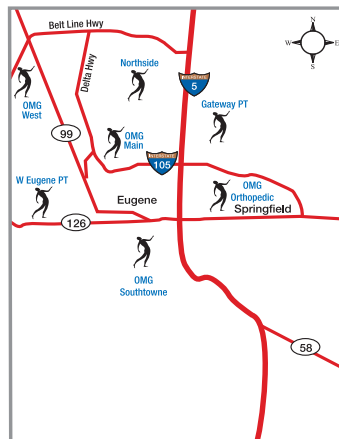 Belt Line Hwy
N
W
E
S
Delta Hwy
Northside
INTERSTATE
5
OMG
West
Gateway PT
99
OMG
Main
INTERSTATE
105
W Eugene PT
OMG
Orthopedic
Eugene
Springfield
126
OMG
Southtowne
58